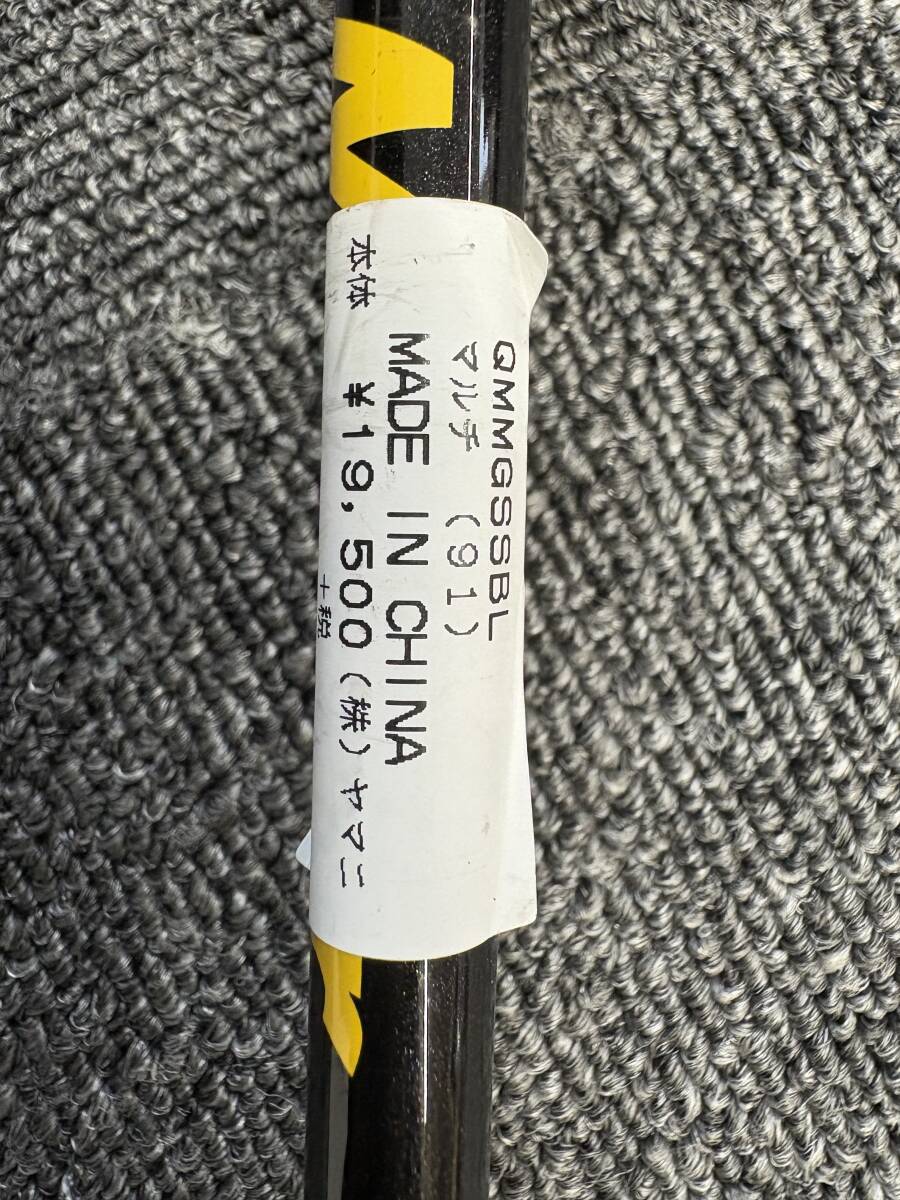 QMMGSSBL
マルチ (91)
MADE IN CHINA
本体 ¥19,500(株)ヤマニ
+税